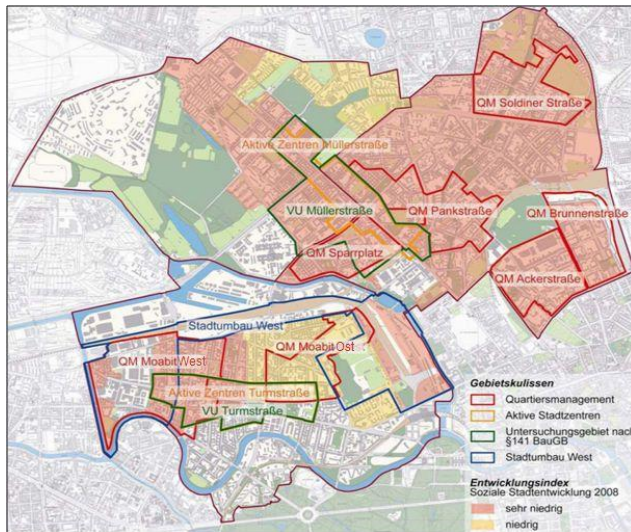 QM Soldiner Straße
Aktive Zentren Müllerstraße
VU Müllerstraße
QM Pankstraße
QM Brunnenstraße
QM Sparrplatz
QM Ackerstraße
Stadtumbau West
QM Moabit West
QM Moabit Ost
Aktive Zentren Turmstraße
VU Turmstraße
Gebietskulissen
Quartiersmanagement
Aktive Stadtzentren
Untersuchungsgebiet nach
§141 BauGB
Stadtumbau West
Entwicklungsindex
Soziale Stadtentwicklung 2008
sehr niedrig
niedrig